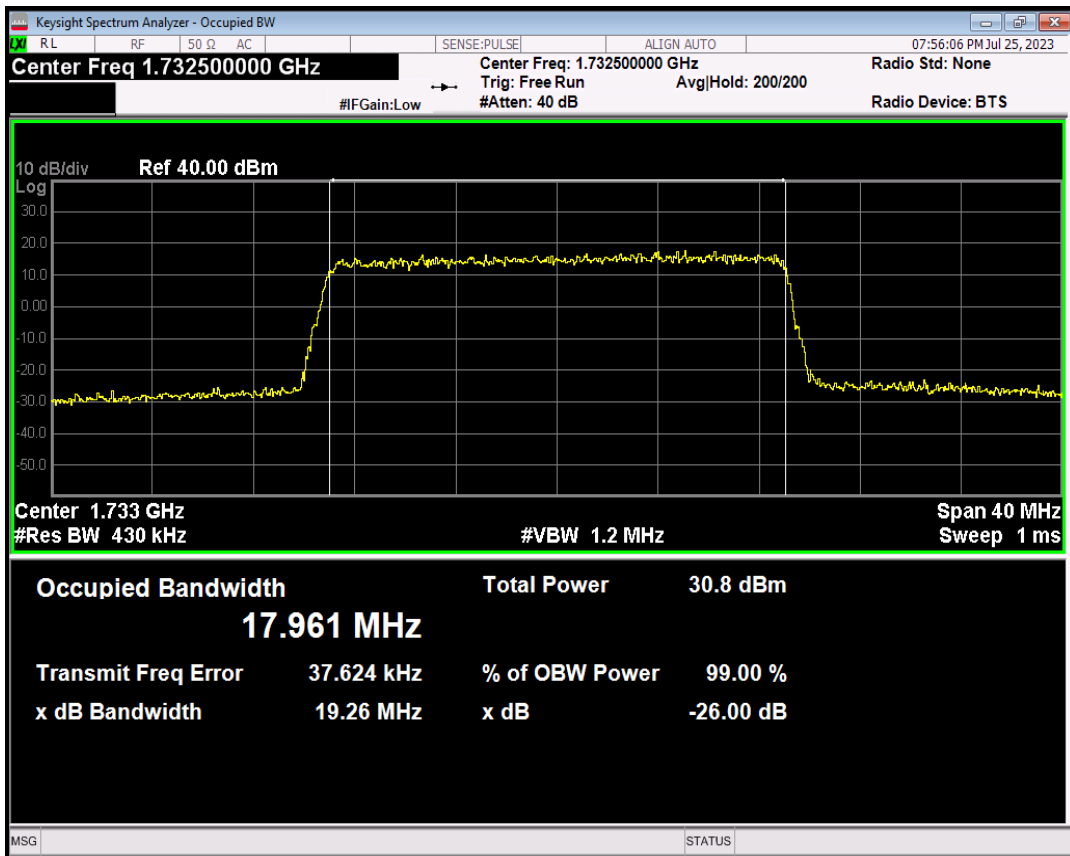 Keysight Spectrum Analyzer - Occupied BW
LXI RL RF 50 Ω AC SENSE:PULSE ALIGN AUTO 07:56:06 PM Jul 25, 2023
Center Freq 1.732500000 GHz Center Freq: 1.732500000 GHz Radio Std: None
Trig: Free Run Avg|Hold: 200/200
#IFGain:Low #Atten: 40 dB Radio Device: BTS
10 dB/div Ref 40.00 dBm
Log
30.0
20.0
10.0
0.00
-10.0
-20.0
-30.0
-40.0
-50.0
Center 1.733 GHz Span 40 MHz
#Res BW 430 kHz #VBW 1.2 MHz Sweep 1 ms
Occupied Bandwidth Total Power 30.8 dBm
17.961 MHz
Transmit Freq Error 37.624 kHz % of OBW Power 99.00 %
x dB Bandwidth 19.26 MHz x dB -26.00 dB
MSG STATUS